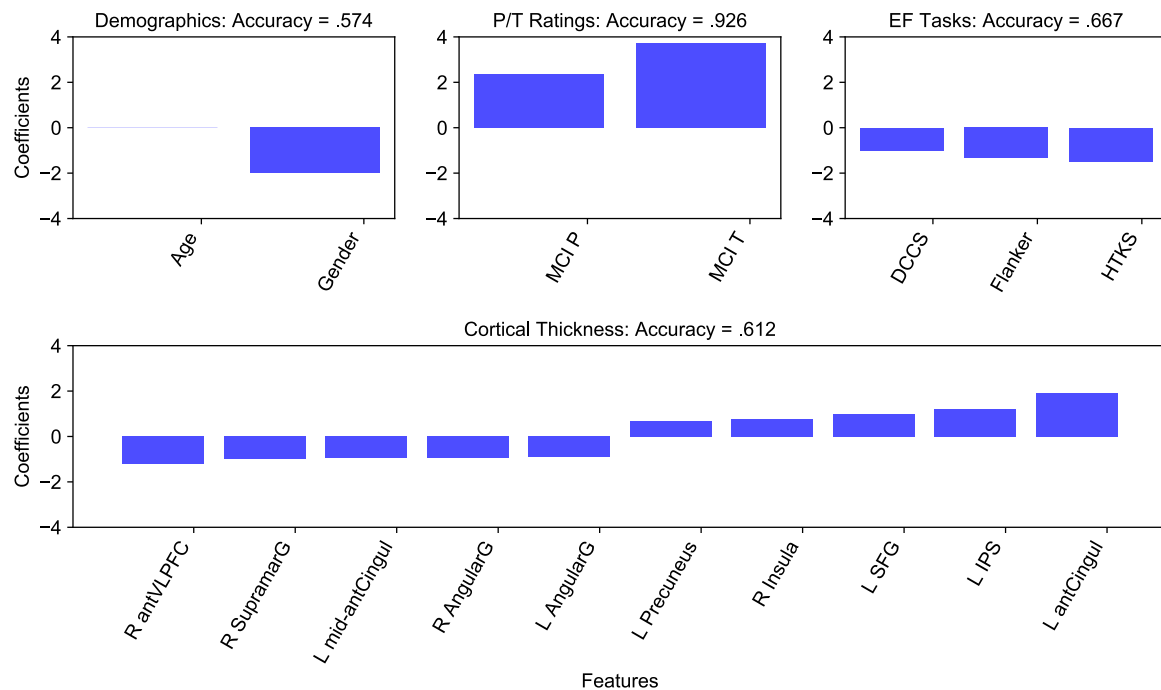 Demographics: Accuracy = .574
P/T Ratings: Accuracy = .926
EF Tasks: Accuracy = .667
Coefficients
4
2
0
−2
−4
Age
Gender
4
2
0
−2
−4
MCI P
MCI T
4
2
0
−2
−4
DCCS
Flanker
HTKS
Cortical Thickness: Accuracy = .612
Coefficients
4
2
0
−2
−4
R antVLPFC
R SupramarG
L mid-antCingul
R AngularG
L AngularG
L Precuneus
R Insula
L SFG
L IPS
L antCingul
Features